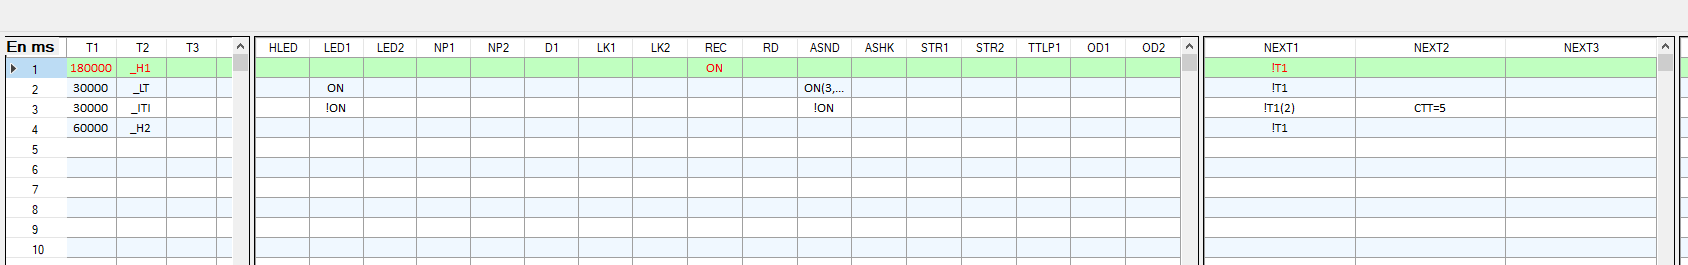 En ms T1 T2 T3 HLED LED1 LED2 NP1 NP2 D1 LK1 LK2 REC RD ASND ASHK STR1 STR2 TTLP1 OD1 OD2 NEXT1 NEXT2 NEXT3
1 180000 _H1 ON !T1
2 30000 _LT ON ON(3,... !T1
3 30000 _ITI !ON !ON !T1(2) CTT=5
4 60000 _H2 !T1
5
6
7
8
9
10